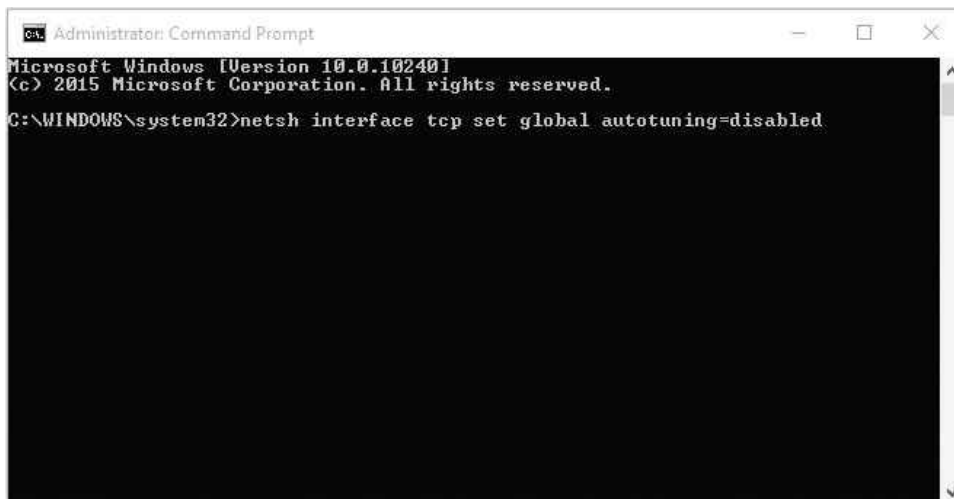 Administrator: Command Prompt
Microsoft Windows [Version 10.0.10240]
(c) 2015 Microsoft Corporation. All rights reserved.
C:\WINDOWS\system32>netsh interface tcp set global autotuning=disabled